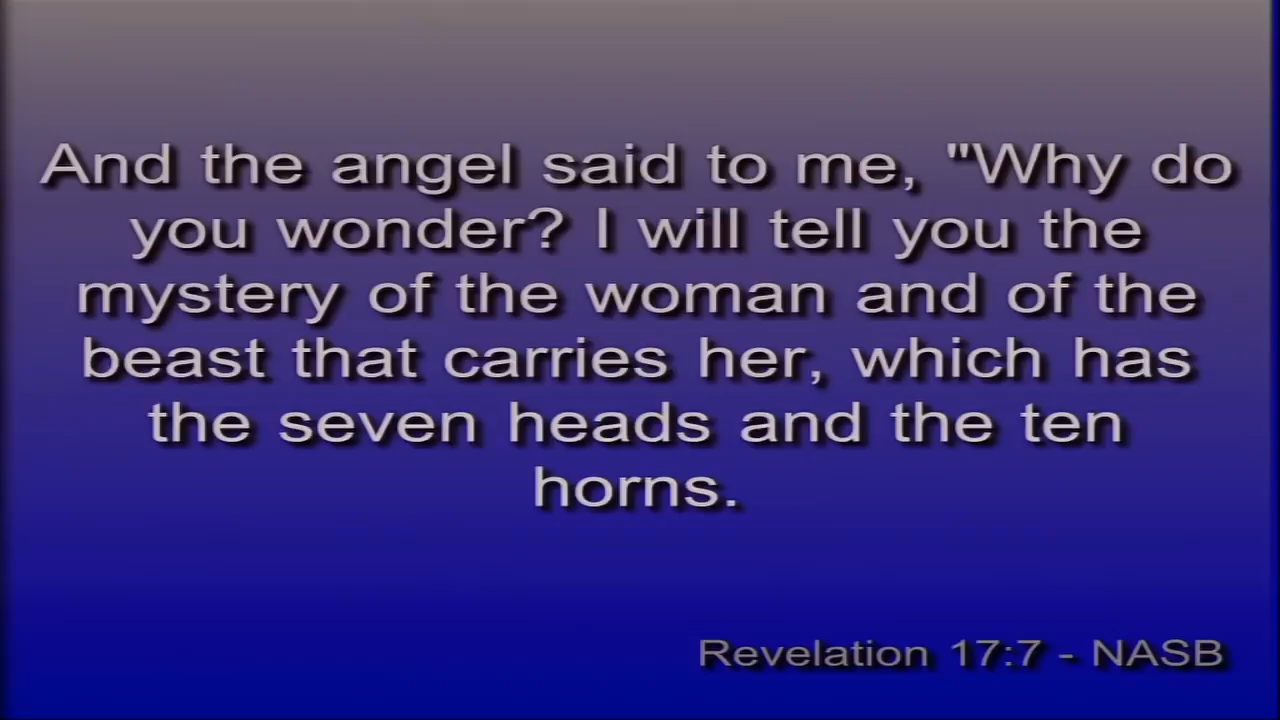 And the angel said to me, "Why do
you wonder? I will tell you the
mystery of the woman and of the
beast that carries her, which has
the seven heads and the ten
horns.
Revelation 17:7 - NASB